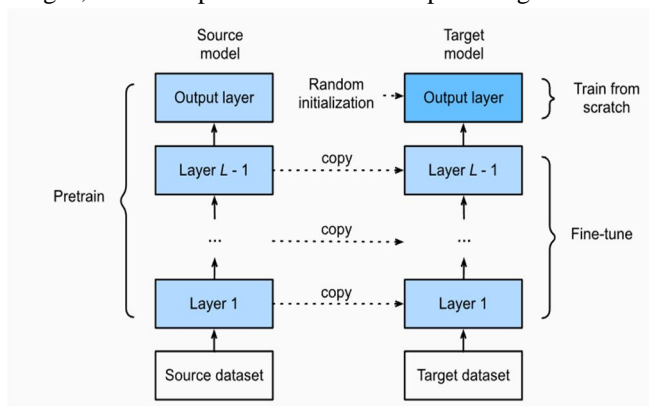 Source
model
Target
model
Output layer
Random
initialization
Output layer
Train from
scratch
Layer L - 1
copy
Layer L - 1
Pretrain
...
copy
...
Fine-tune
Layer 1
copy
Layer 1
Source dataset
Target dataset